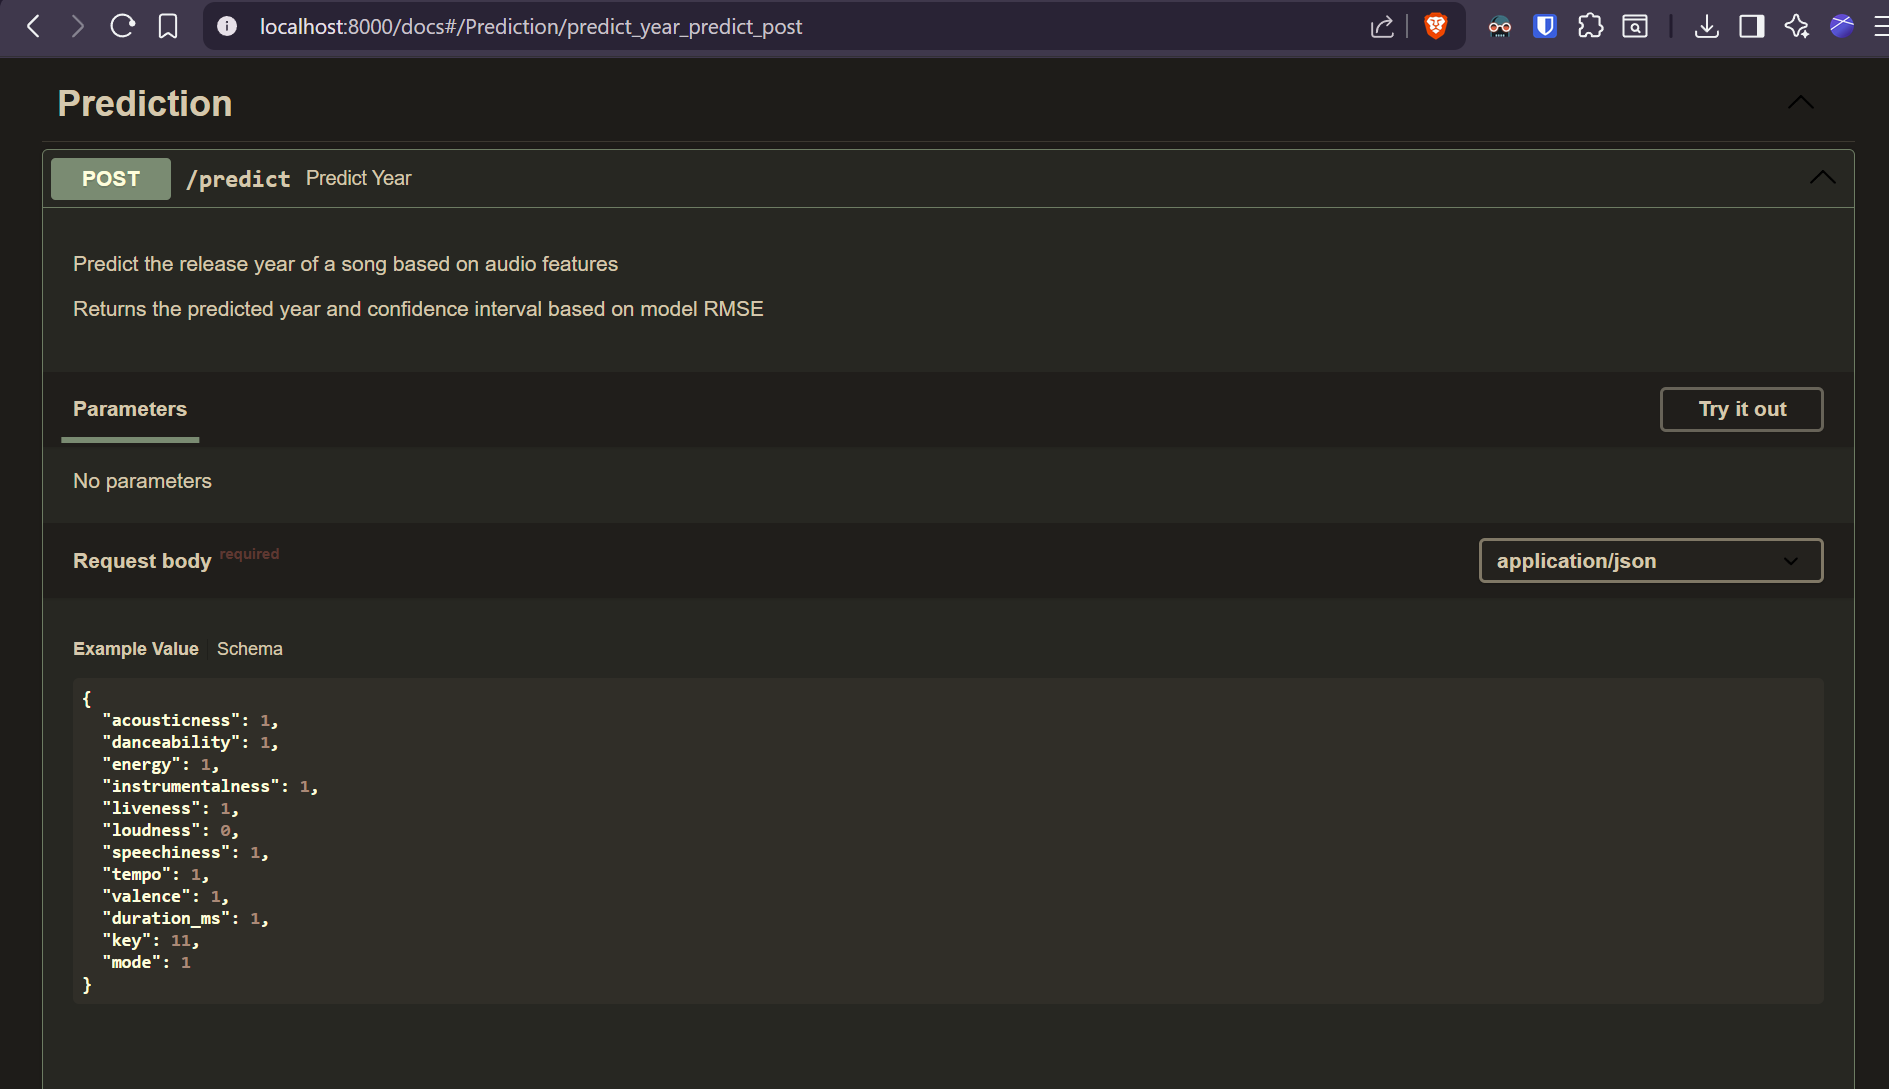 localhost:8000/docs#/Prediction/predict_year_predict_post
Prediction
POST /predict Predict Year
Predict the release year of a song based on audio features
Returns the predicted year and confidence interval based on model RMSE
Parameters
Try it out
No parameters
Request body required
application/json
Example Value Schema
{
"acousticness": 1,
"danceability": 1,
"energy": 1,
"instrumentalness": 1,
"liveness": 1,
"loudness": 0,
"speechiness": 1,
"tempo": 1,
"valence": 1,
"duration_ms": 1,
"key": 11,
"mode": 1
}